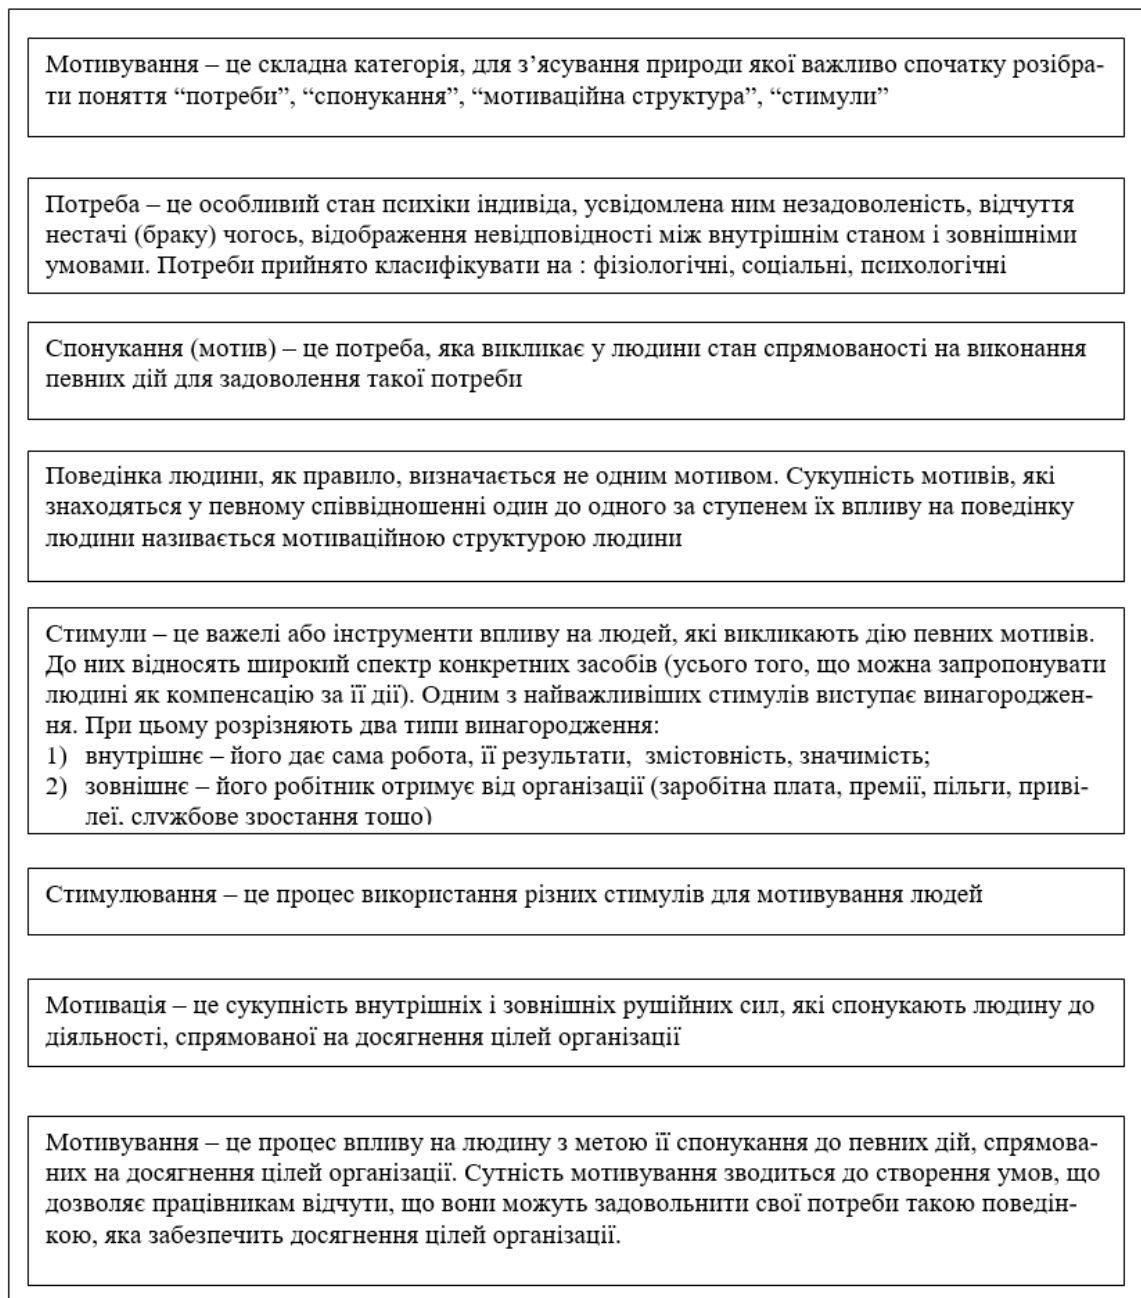 Мотивування – це складна категорія, для з’ясування природи якої важливо спочатку розібра-
ти поняття “потреби”, “спонукання”, “мотиваційна структура”, “стимули”
Потреба – це особливий стан психіки індивіда, усвідомлена ним незадоволеність, відчуття
нестачі (браку) чогось, відображення невідповідності між внутрішнім станом і зовнішніми
умовами. Потреби прийнято класифікувати на : фізіологічні, соціальні, психологічні
Спонукання (мотив) – це потреба, яка викликає у людини стан спрямованості на виконання
певних дій для задоволення такої потреби
Поведінка людини, як правило, визначається не одним мотивом. Сукупність мотивів, які
знаходяться у певному співвідношенні один до одного за ступенем їх впливу на поведінку
людини називається мотиваційною структурою людини
Стимули – це важелі або інструменти впливу на людей, які викликають дію певних мотивів.
До них відносять широкий спектр конкретних засобів (усього того, що можна запропонувати
людині як компенсацію за її дії). Одним з найважливіших стимулів виступає винагороджен-
ня. При цьому розрізняють два типи винагородження:
1) внутрішнє – його дає сама робота, її результати, змістовність, значимість;
2) зовнішнє – його робітник отримує від організації (заробітна плата, премії, пільги, приві-
леї, службове зростання тощо)
Стимулювання – це процес використання різних стимулів для мотивування людей
Мотивація – це сукупність внутрішніх і зовнішніх рушійних сил, які спонукають людину до
діяльності, спрямованої на досягнення цілей організації
Мотивування – це процес впливу на людину з метою її спонукання до певних дій, спрямова-
них на досягнення цілей організації. Сутність мотивування зводиться до створення умов, що
дозволяє працівникам відчути, що вони можуть задовольнити свої потреби такою поведін-
кою, яка забезпечить досягнення цілей організації.